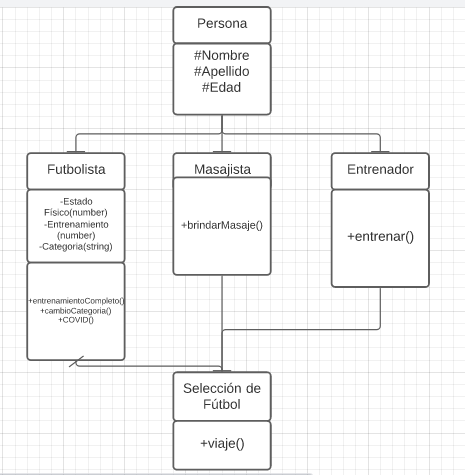 Persona
#Nombre
#Apellido
#Edad
Futbolista
-Estado
Físico(number)
-Entrenamiento
(number)
-Categoria(string)
+entrenamientoCompleto()
+cambioCategoria()
+COVID()
Masajista
+brindarMasaje()
Entrenador
+entrenar()
Selección de
Fútbol
+viaje()